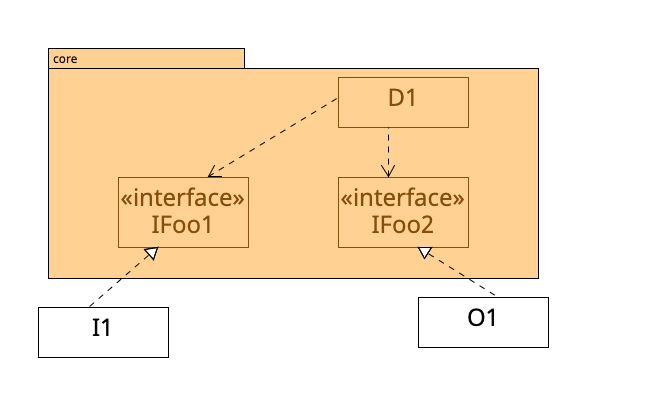 core
D1
«interface»
IFoo1
«interface»
IFoo2
I1
O1